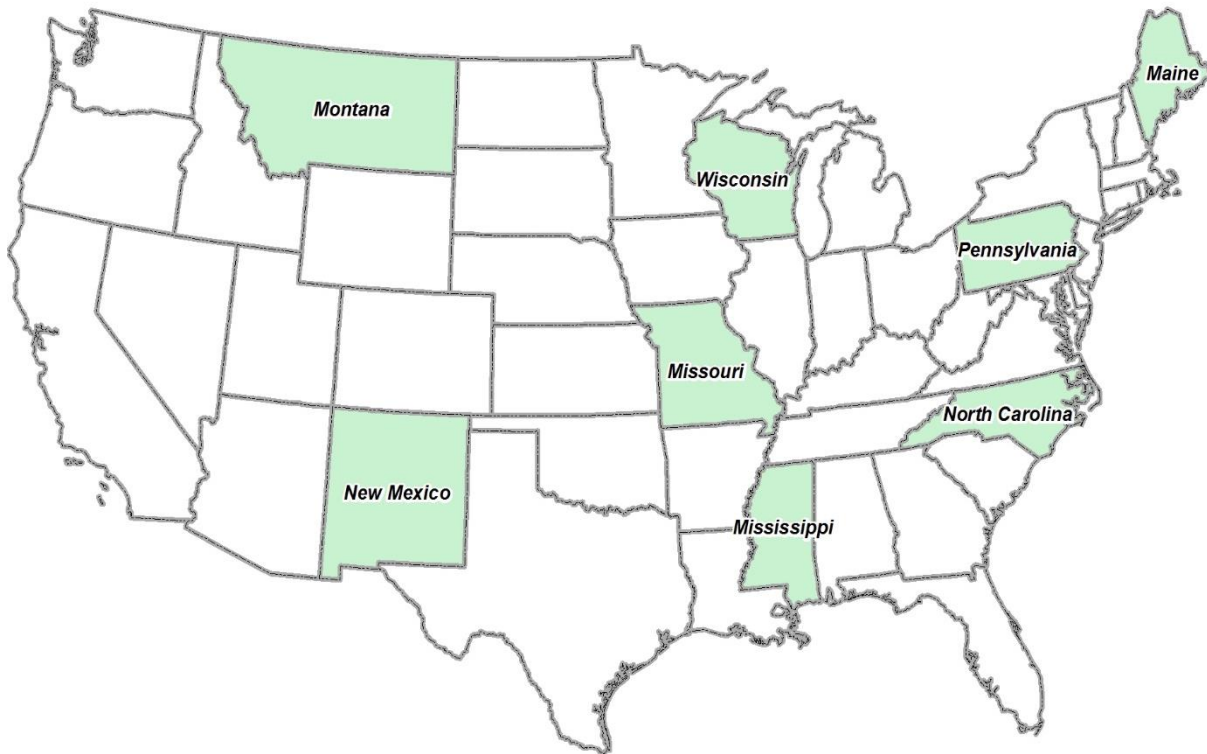 Maine
Montana
Wisconsin
Pennsylvania
Missouri
North Carolina
New Mexico
Mississippi